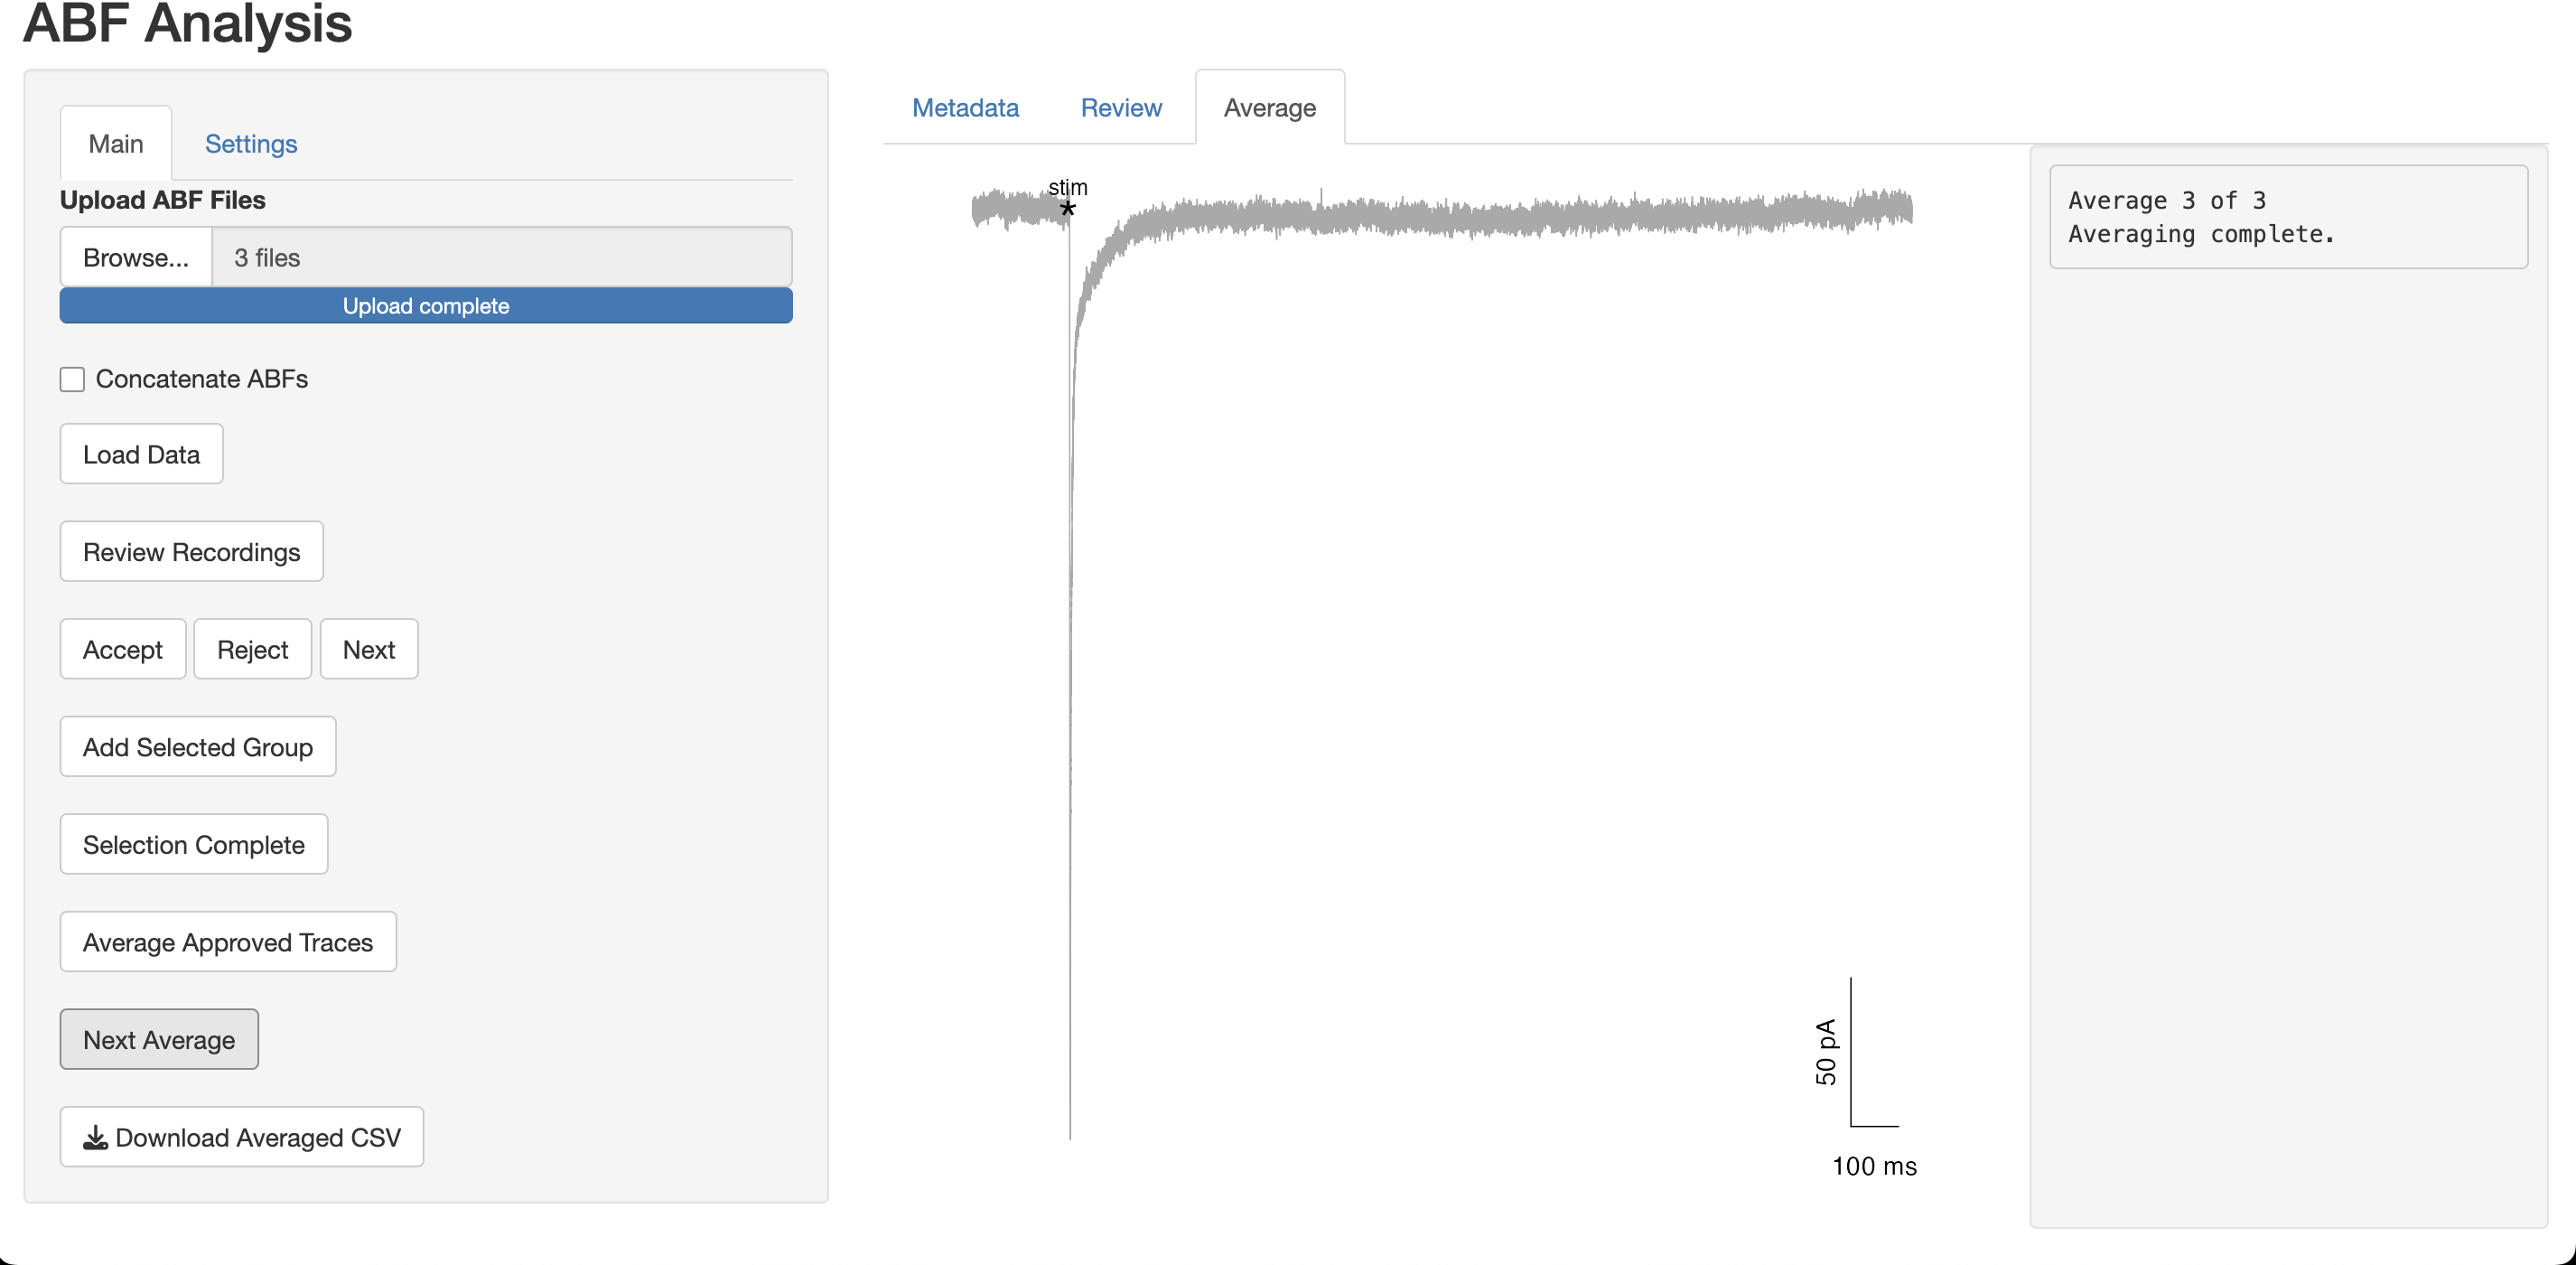 ABF Analysis
Main Settings
Upload ABF Files
Browse... 3 files
Upload complete
Concatenate ABFs
Load Data
Review Recordings
Accept Reject Next
Add Selected Group
Selection Complete
Average Approved Traces
Next Average
Download Averaged CSV
Metadata Review Average
stim
*
50 pA
100 ms
Average 3 of 3
Averaging complete.